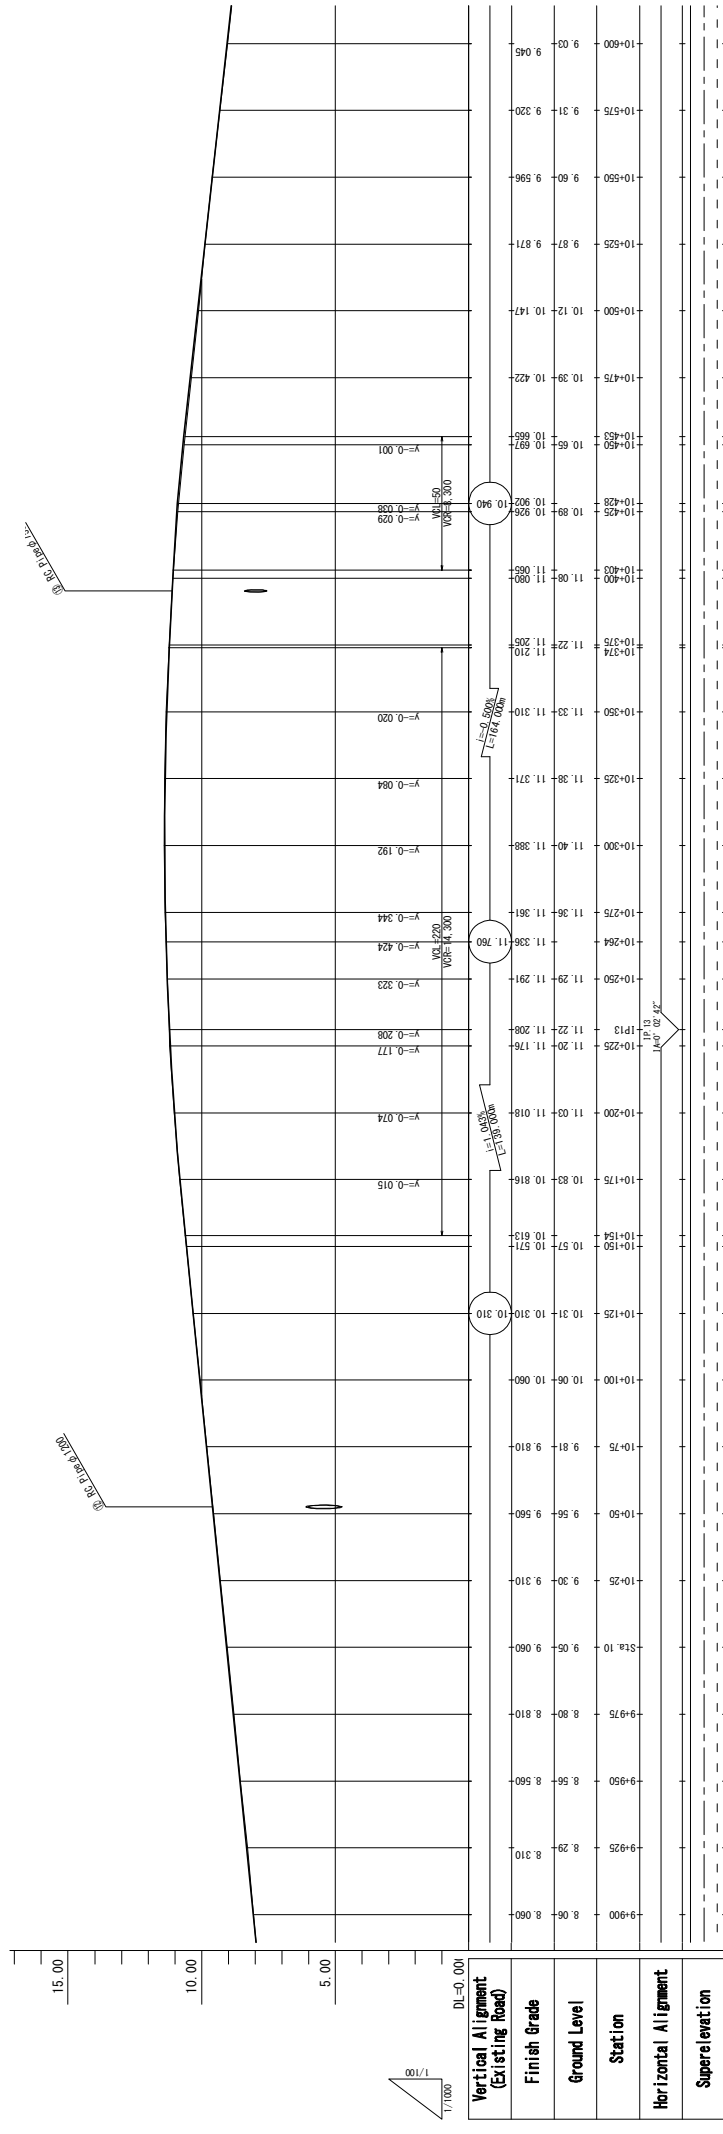 15.00
10.00
5.00
DL=0.00
1/100
1/1000
⑫ RC Pipeφ1200
⑬ RC Pipeφ
VCL=220
VCR=14,300
VCL=50
VCR=8,300
y=-0.015
y=-0.074
y=-0.177
y=-0.208
y=-0.323
y=-0.424
y=-0.344
y=-0.192
y=-0.084
y=-0.020
y=-0.029
y=-0.038
y=-0.001
Vertical Alignment
(Existing Road)
10.310
i=1.043%
L=139.000m
11.760
i=-0.500%
L=164.000m
10.940
Finish Grade
8.060 8.310 8.560 8.810 9.060 9.310 9.560 9.810 10.060 10.310 10.571 10.613 10.816 11.018 11.176 11.208 11.291 11.336 11.361 11.388 11.371 11.310 11.210 11.205 11.080 11.065 10.926 10.902 10.697 10.665 10.422 10.147 9.871 9.596 9.320 9.045
Ground Level
8.06 8.29 8.56 8.80 9.05 9.30 9.56 9.81 10.06 10.31 10.57 10.83 11.03 11.20 11.22 11.29 11.36 11.40 11.38 11.33 11.22 11.08 10.89 10.65 10.39 10.12 9.87 9.60 9.31 9.03
Station
9+900 9+925 9+950 9+975 Sta.10 10+25 10+50 10+75 10+100 10+125 10+150 10+154 10+175 10+200 10+225 IP13 10+250 10+264 10+275 10+300 10+325 10+350 10+374 10+375 10+400 10+403 10+425 10+428 10+450 10+453 10+475 10+500 10+525 10+550 10+575 10+600
Horizontal Alignment
IP.13
IA=0° 02'42"
Superelevation